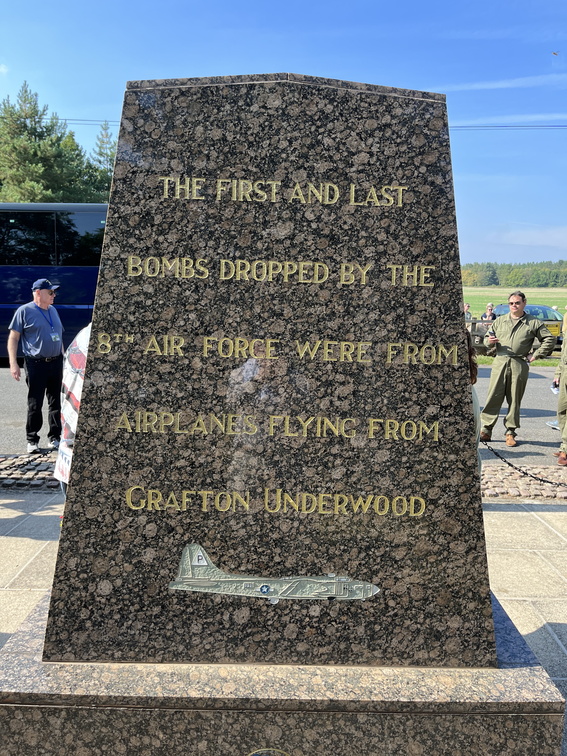 THE FIRST AND LAST
BOMBS DROPPED BY THE
8TH AIR FORCE WERE FROM
AIRPLANES FLYING FROM
GRAFTON UNDERWOOD
P